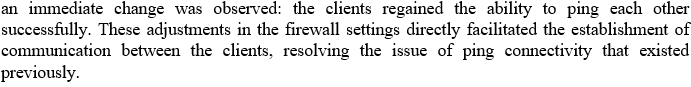 an immediate change was observed: the clients regained the ability to ping each other
successfully. These adjustments in the firewall settings directly facilitated the establishment of
communication between the clients, resolving the issue of ping connectivity that existed
previously.